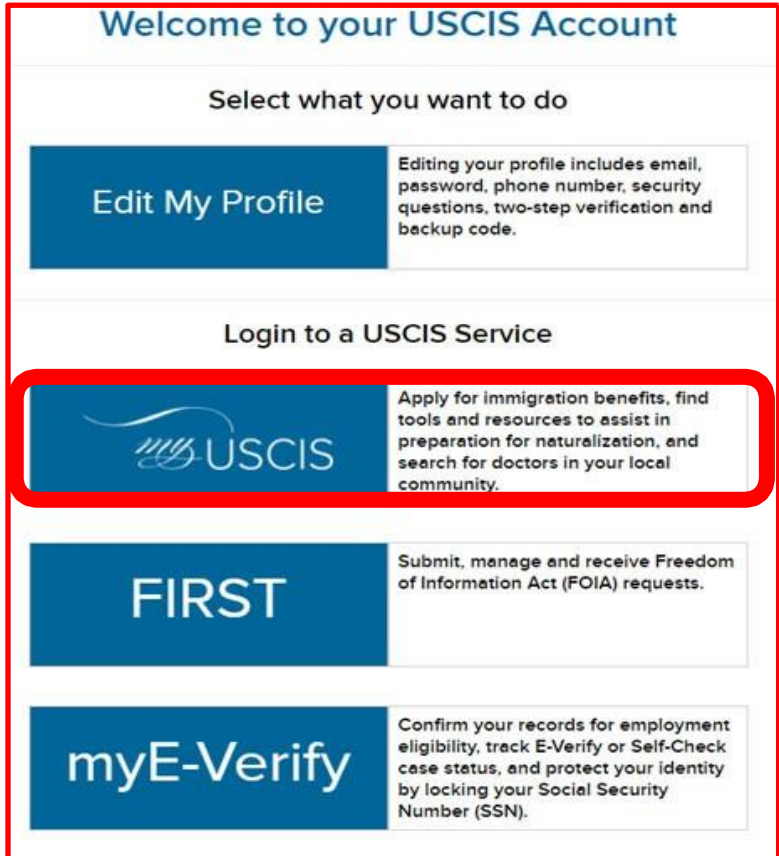 Welcome to your USCIS Account
Select what you want to do
Edit My Profile
Editing your profile includes email,
password, phone number, security
questions, two-step verification and
backup code.
Login to a USCIS Service
my USCIS
Apply for immigration benefits, find
tools and resources to assist in
preparation for naturalization, and
search for doctors in your local
community.
FIRST
Submit, manage and receive Freedom
of Information Act (FOIA) requests.
myE-Verify
Confirm your records for employment
eligibility, track E-Verify or Self-Check
case status, and protect your identity
by locking your Social Security
Number (SSN).